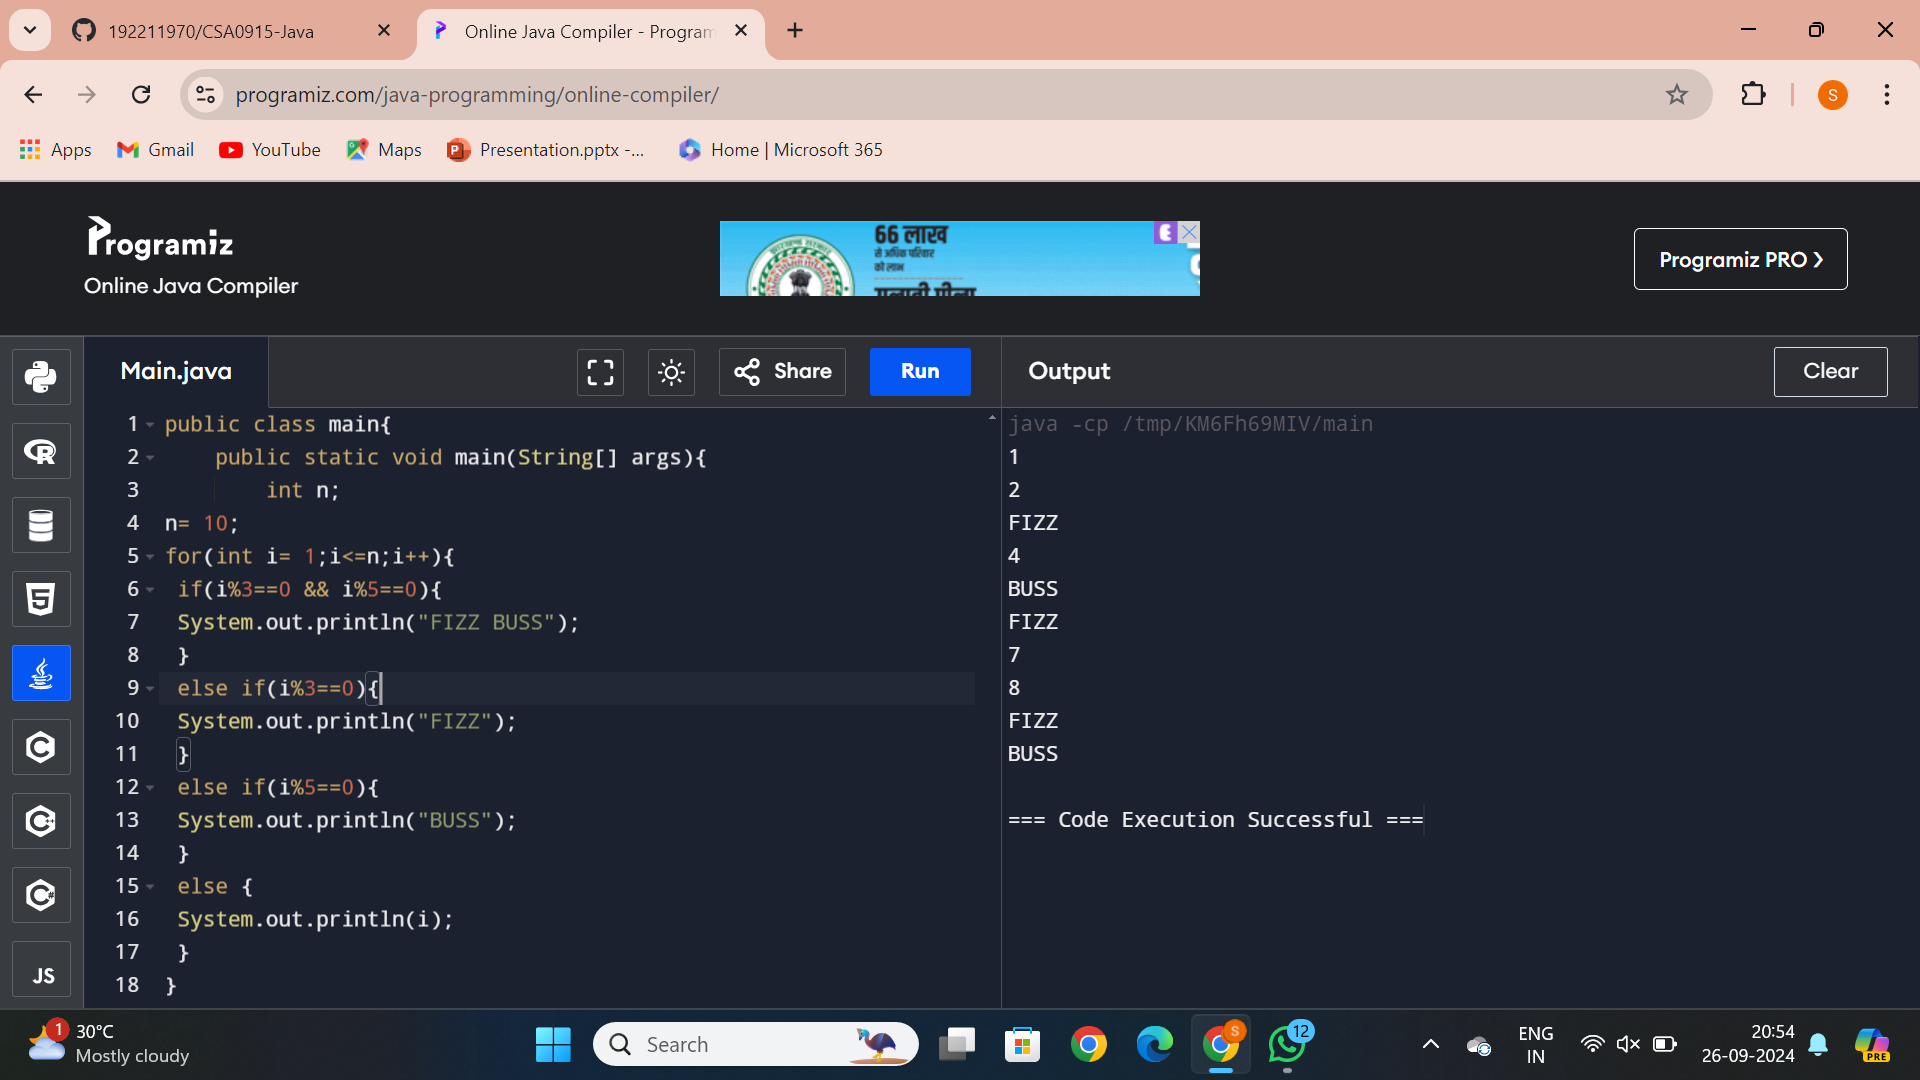 192211970/CSA0915-Java
Online Java Compiler - Program
programiz.com/java-programming/online-compiler/
S
Apps
Gmail
YouTube
Maps
Presentation.pptx -...
Home | Microsoft 365
Programiz
Online Java Compiler
66 लाख
से अधिक परिवार
को लाभ
Programiz PRO ❯
Main.java
Share
Run
Output
Clear
1 public class main{
2     public static void main(String[] args){
3         int n;
4 n= 10;
5 for(int i= 1;i<=n;i++){
6  if(i%3==0 && i%5==0){
7  System.out.println("FIZZ BUSS");
8  }
9  else if(i%3==0){
10  System.out.println("FIZZ");
11  }
12  else if(i%5==0){
13  System.out.println("BUSS");
14  }
15  else {
16  System.out.println(i);
17  }
18 }
java -cp /tmp/KM6Fh69MIV/main
1
2
FIZZ
4
BUSS
FIZZ
7
8
FIZZ
BUSS
=== Code Execution Successful ===
JS
1
30°C
Mostly cloudy
Search
S
12
ENG
IN
20:54
26-09-2024
PRE